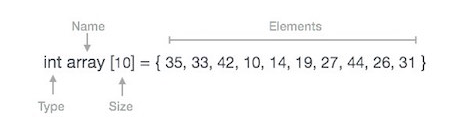 Name Elements
int array [10] = { 35, 33, 42, 10, 14, 19, 27, 44, 26, 31 }
Type Size